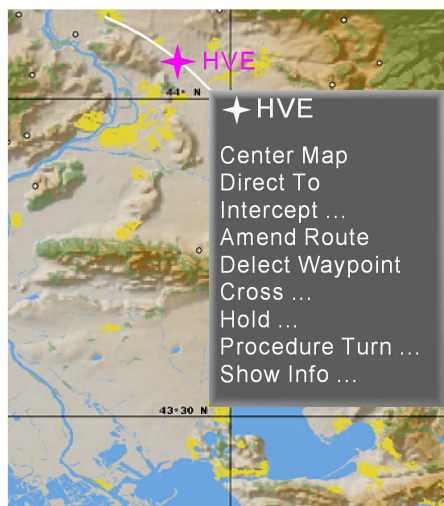 HVE
44° N
HVE
Center Map
Direct To
Intercept ...
Amend Route
Delect Waypoint
Cross ...
Hold ...
Procedure Turn ...
Show Info ...
43°30 N